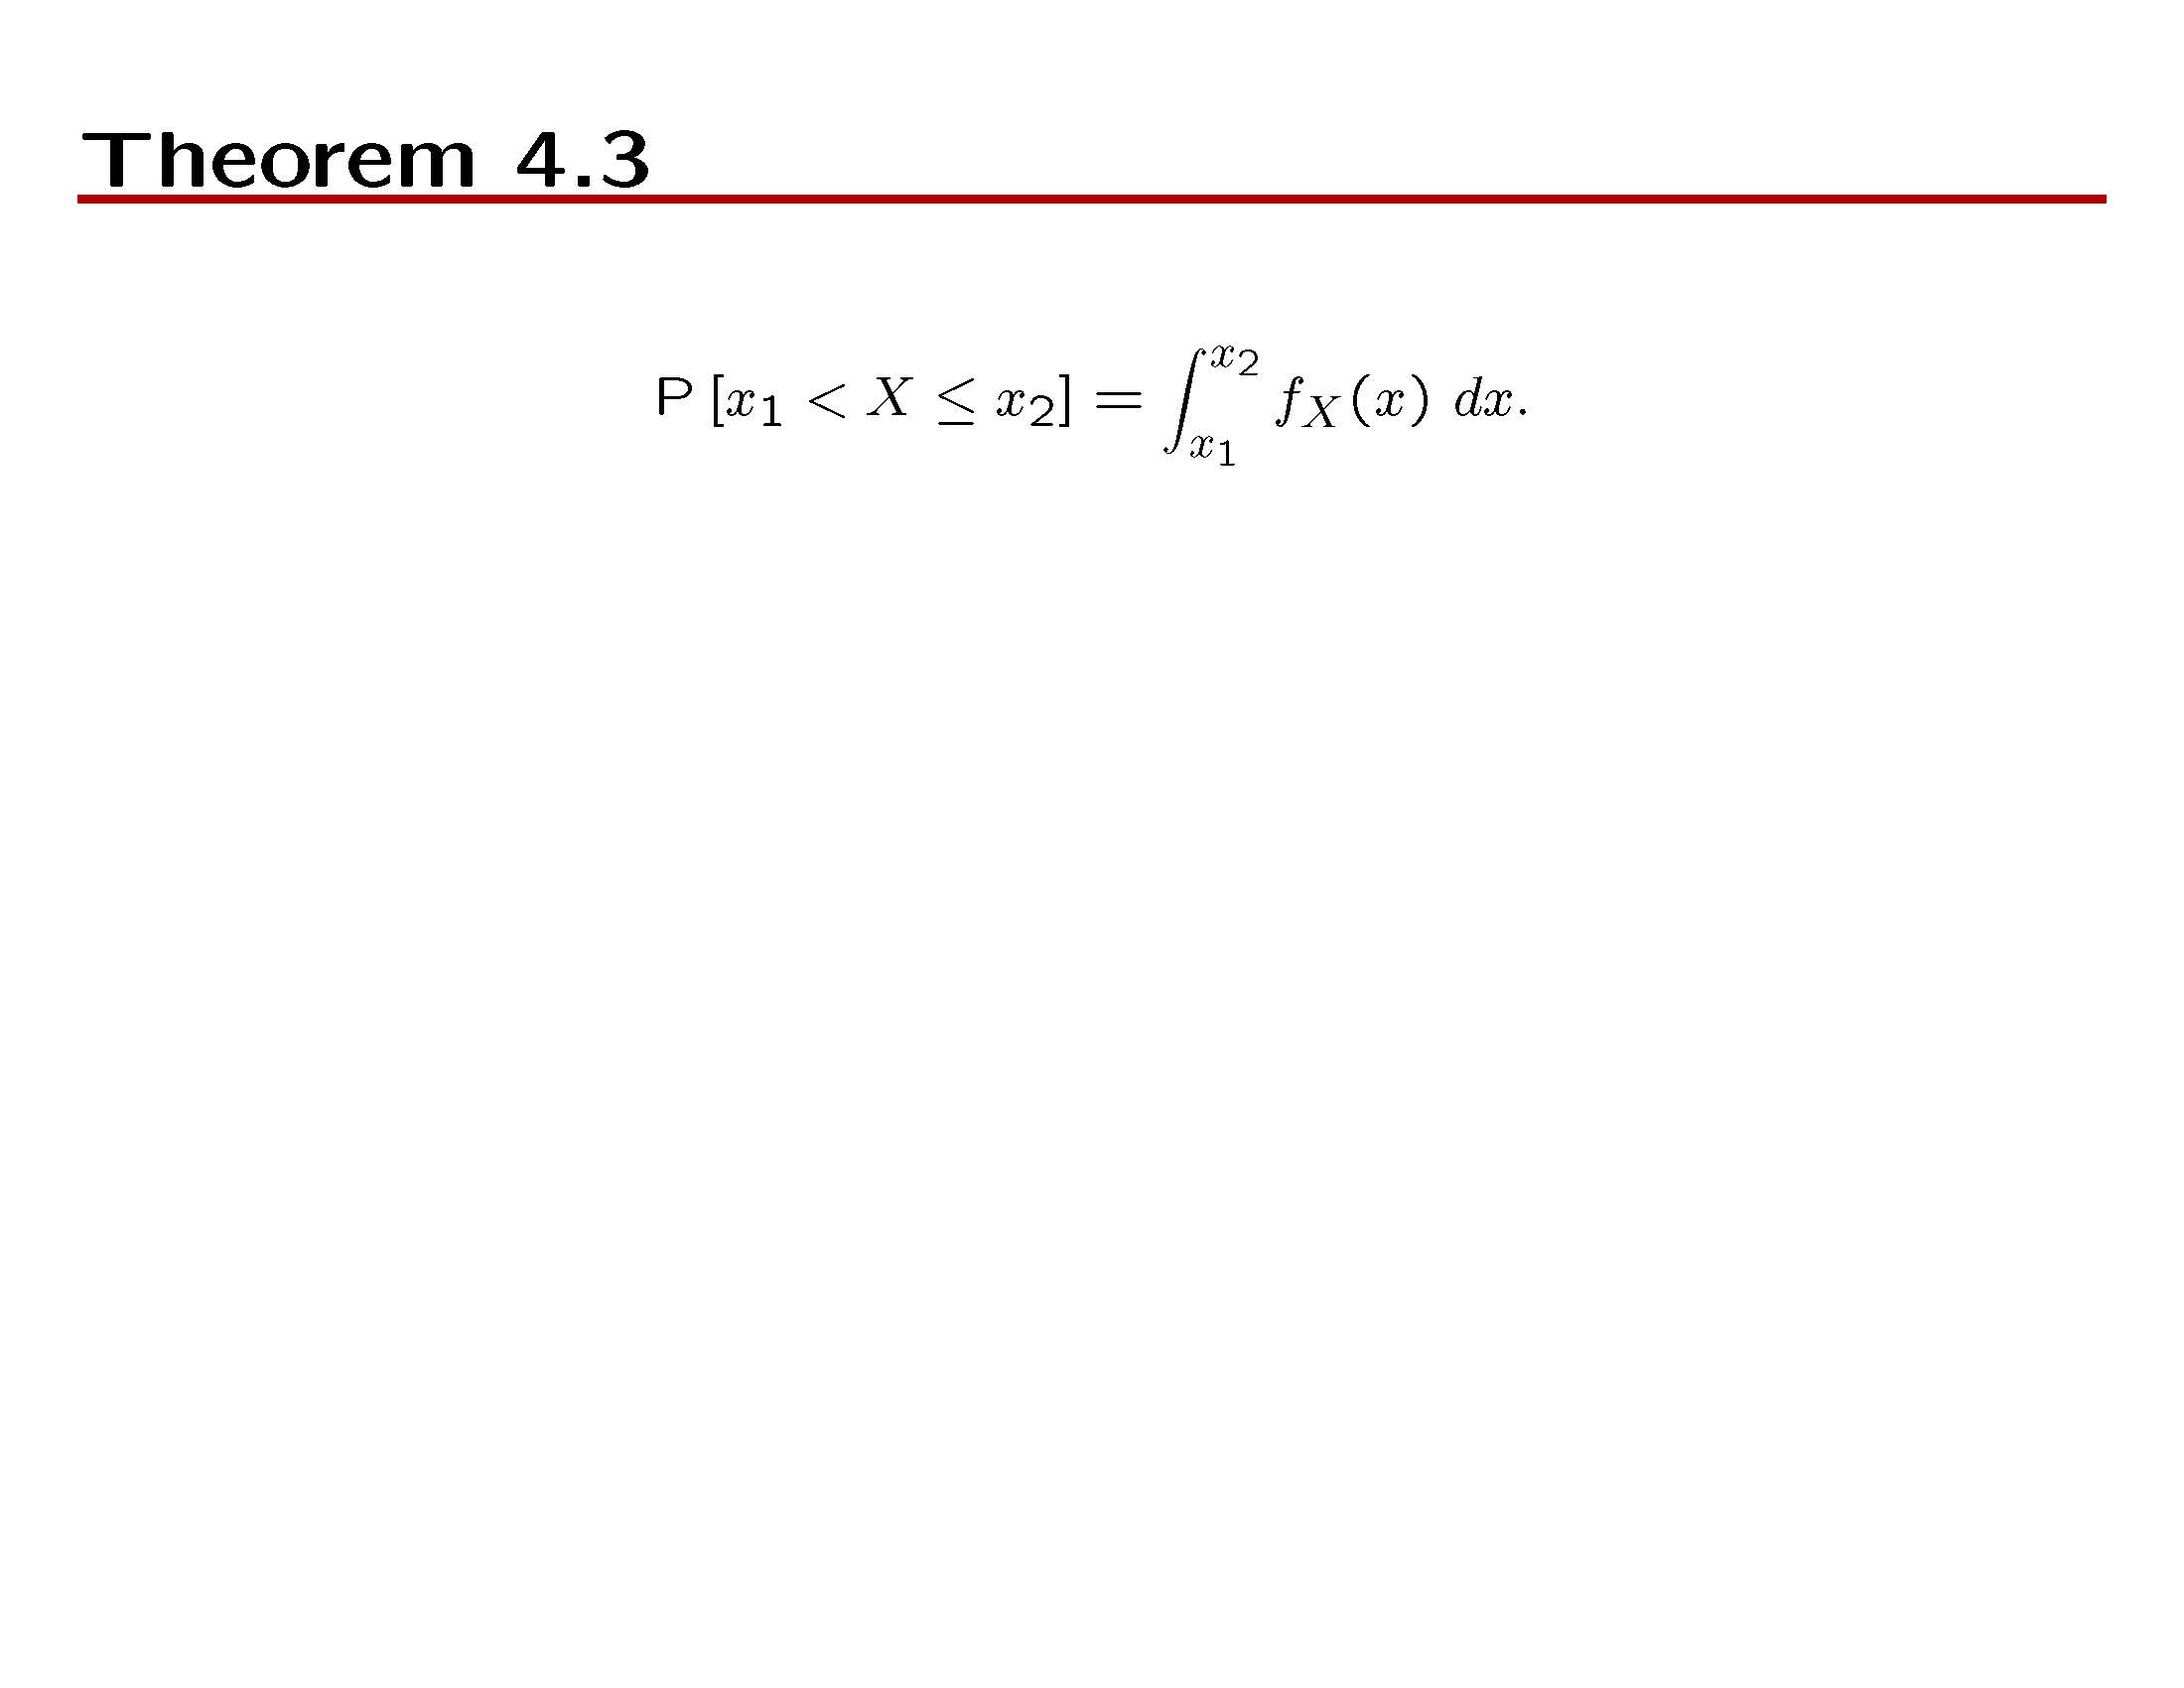 Theorem 4.3
P [x₁ < X ≤ x₂] = ∫_{x₁}^{x₂} f_X(x) dx.